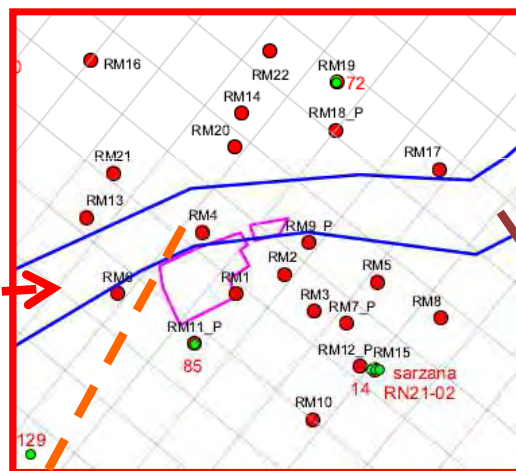 RM19
RM22
RM16
72
0
RM14
RM18_P
RM20
RM17
RM21
RM13
RM4
RM9_P
RM2
RM5
RM6
RM1
RM3
RM7_P
RM8
RM11_P
RM12_P
RM15
85
14
sarzana
RN21-02
RM10
129